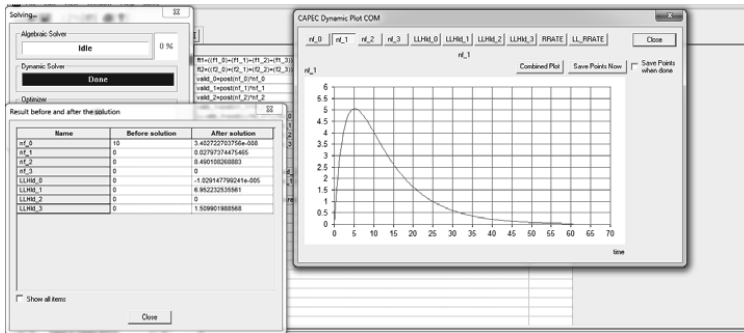 Solving...
Algebraic Solver
Idle
0 %
Dynamic Solver
Done
Optimizer
valid_0=post(nf_0)*nf_0
valid_1=post(nf_1)*nf_1
valid_2=post(nf_2)*nf_2
Result before and after the solution
Name Before solution After solution
nf_0 10 3.402722703756e-008
nf_1 0 0.02797374475465
nf_2 0 8.490108268883
nf_3 0 0
LLHld_0 0 -1.029147799241e-005
LLHld_1 0 6.952232535561
LLHld_2 0 0
LLHld_3 0 1.509901988568
Show all items
Close
CAPEC Dynamic Plot COM
nf_0 nf_1 nf_2 nf_3 LLHld_0 LLHld_1 LLHld_2 LLHld_3 RRATE LL_RRATE
Close
nf_1
nf_1
Combined Plot
Save Points Now
Save Points when done
6
5.5
5
4.5
4
3.5
3
2.5
2
1.5
1
0.5
0
0 5 10 15 20 25 30 35 40 45 50 55 60 65 70
time